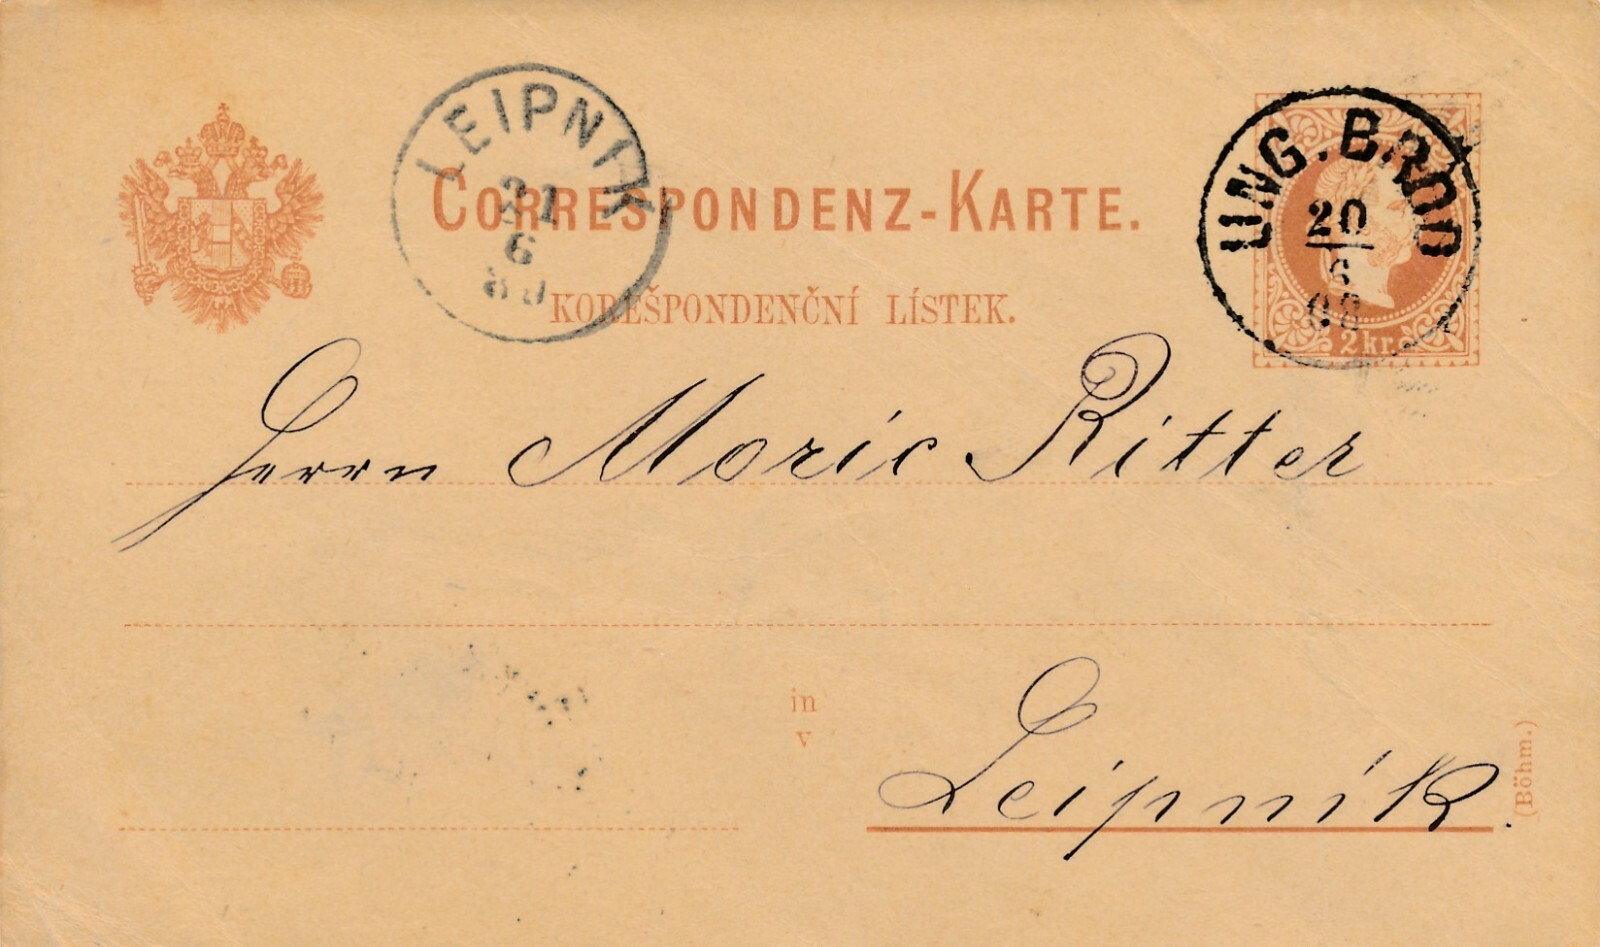 LEIPNIK
21
6
80
CORRESPONDENZ-KARTE.
KOREŠPONDENČNÍ LÍSTEK.
UNG. BROD
20
6
2 kr.
Herrn Moric Ritter
in
v
Leipnik.
(Böhm.)